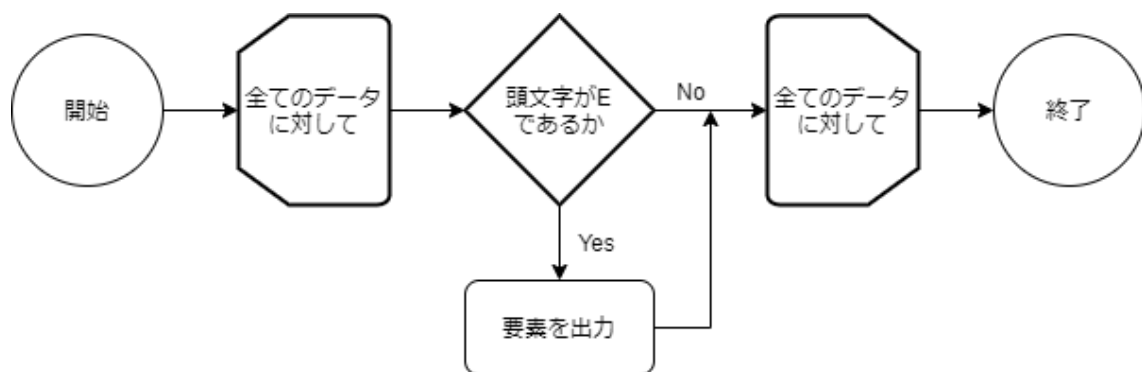 開始
全てのデータ
に対して
頭文字がE
であるか
No
全てのデータ
に対して
終了
Yes
要素を出力